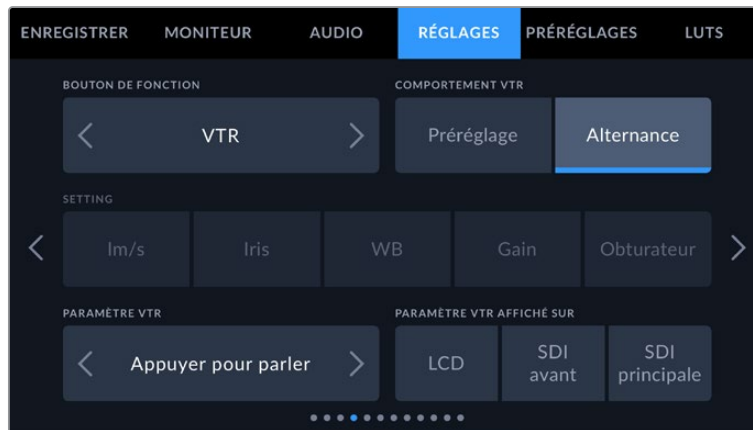 ENREGISTRER MONITEUR AUDIO RÉGLAGES PRÉRÉGLAGES LUTS
BOUTON DE FONCTION COMPORTEMENT VTR
VTR Préréglage Alternance
SETTING
Im/s Iris WB Gain Obturateur
PARAMÈTRE VTR PARAMÈTRE VTR AFFICHÉ SUR
Appuyer pour parler LCD SDI avant SDI principale